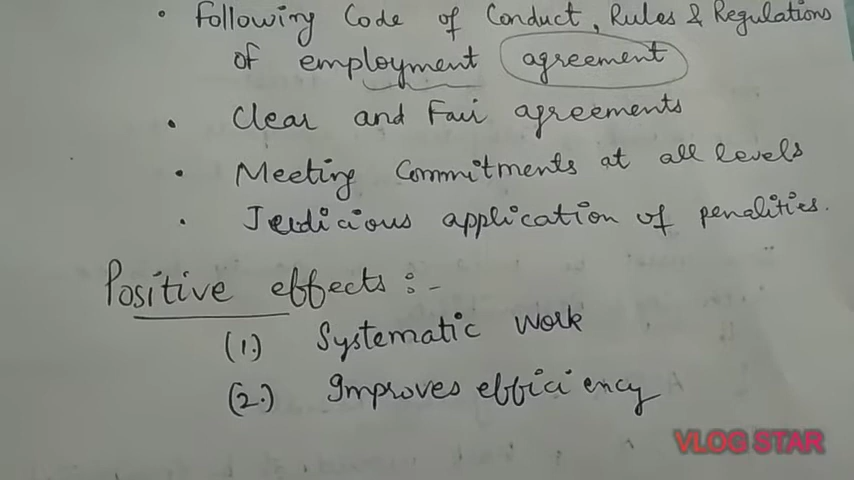 • Following Code of Conduct, Rules & Regulations
of employment agreement
• Clear and Fair agreements
• Meeting Commitments at all levels
• Judicious application of penalities.
Positive effects :-
(1.) Systematic Work
(2.) Improves efficiency
VLOG STAR